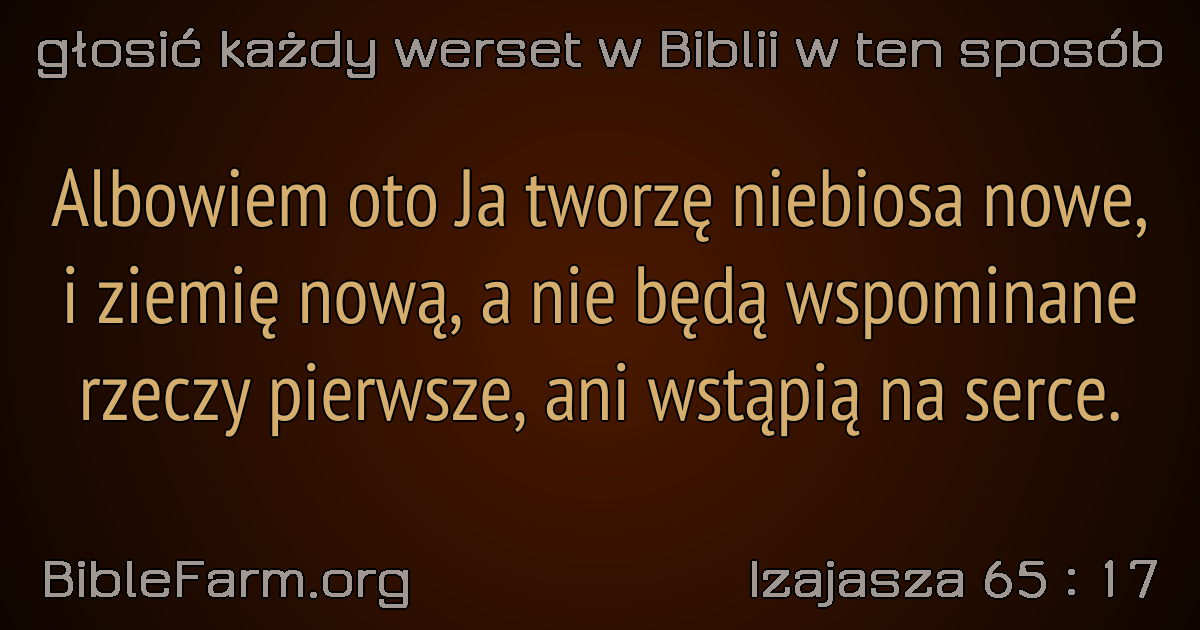 głosić każdy werset w Biblii w ten sposób
Albowiem oto Ja tworzę niebiosa nowe,
i ziemię nową, a nie będą wspominane
rzeczy pierwsze, ani wstąpią na serce.
BibleFarm.org
Izajasza 65 : 17